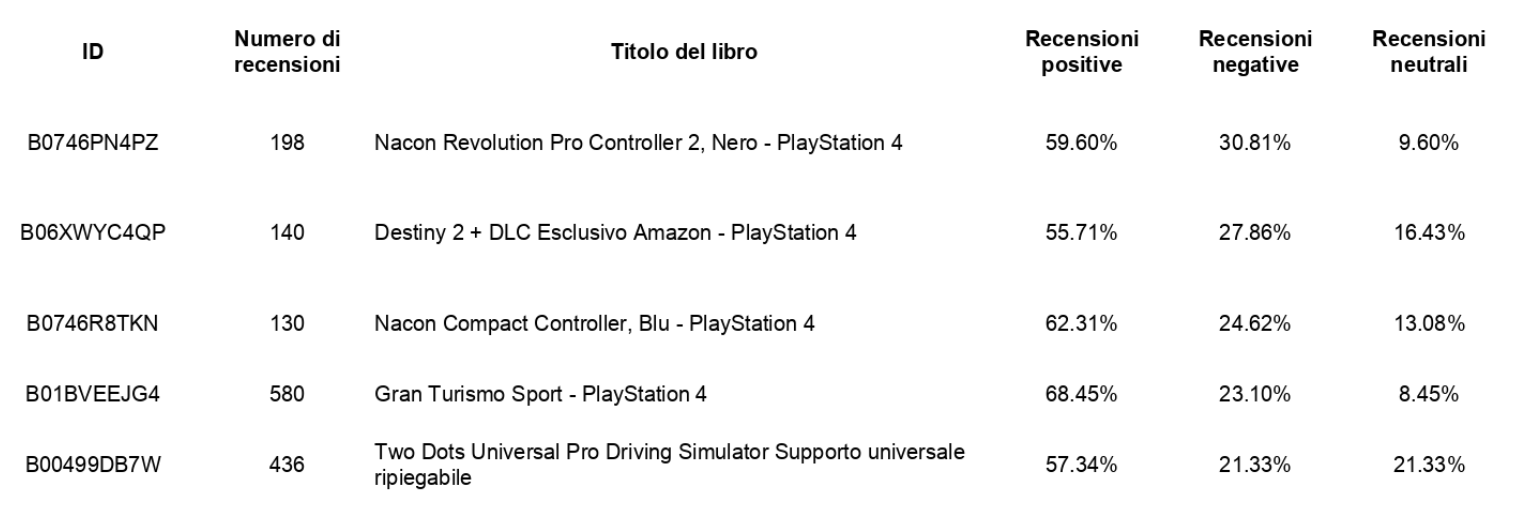 ID Numero di recensioni Titolo del libro Recensioni positive Recensioni negative Recensioni neutrali
B0746PN4PZ 198 Nacon Revolution Pro Controller 2, Nero - PlayStation 4 59.60% 30.81% 9.60%
B06XWYC4QP 140 Destiny 2 + DLC Esclusivo Amazon - PlayStation 4 55.71% 27.86% 16.43%
B0746R8TKN 130 Nacon Compact Controller, Blu - PlayStation 4 62.31% 24.62% 13.08%
B01BVEEJG4 580 Gran Turismo Sport - PlayStation 4 68.45% 23.10% 8.45%
B00499DB7W 436 Two Dots Universal Pro Driving Simulator Supporto universale ripiegabile 57.34% 21.33% 21.33%